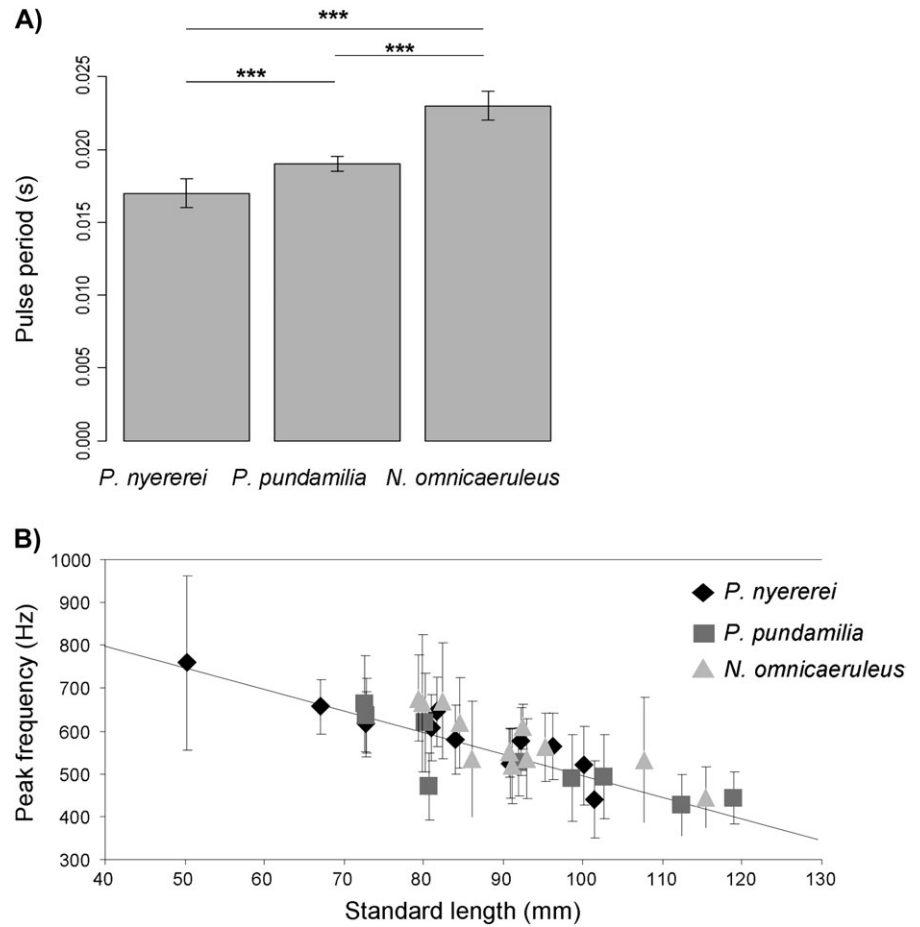 A)
***
***
***
0.025
0.020
0.015
0.010
0.005
0.000
Pulse period (s)
P. nyererei P. pundamilia N. omnicaeruleus
B)
1000
900
800
700
600
500
400
300
Peak frequency (Hz)
P. nyererei
P. pundamilia
N. omnicaeruleus
40 50 60 70 80 90 100 110 120 130
Standard length (mm)